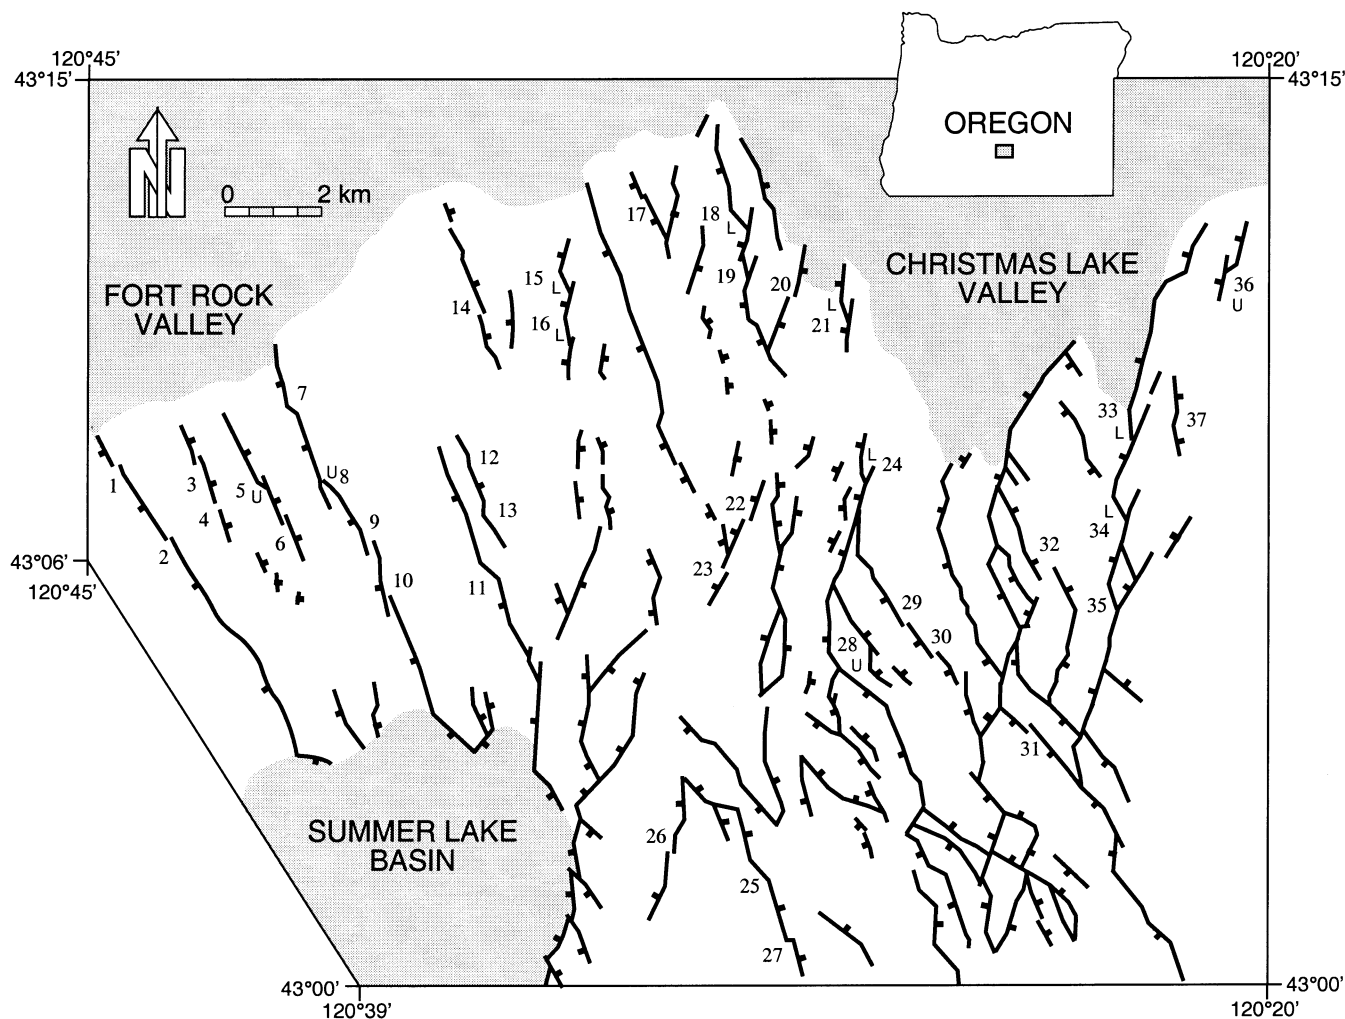 120°45'
43°15'
120°20'
43°15'
OREGON
N
0 2 km
FORT ROCK
VALLEY
CHRISTMAS LAKE
VALLEY
17
18
L
19
20
15
L
16
L
14
L
21
36
U
7
33
L
37
1
3
4
5
U
6
U
8
9
12
13
L
24
22
L
34
32
2
43°06'
120°45'
10
11
23
29
30
28
U
35
31
SUMMER LAKE
BASIN
26
25
27
43°00'
120°39'
43°00'
120°20'